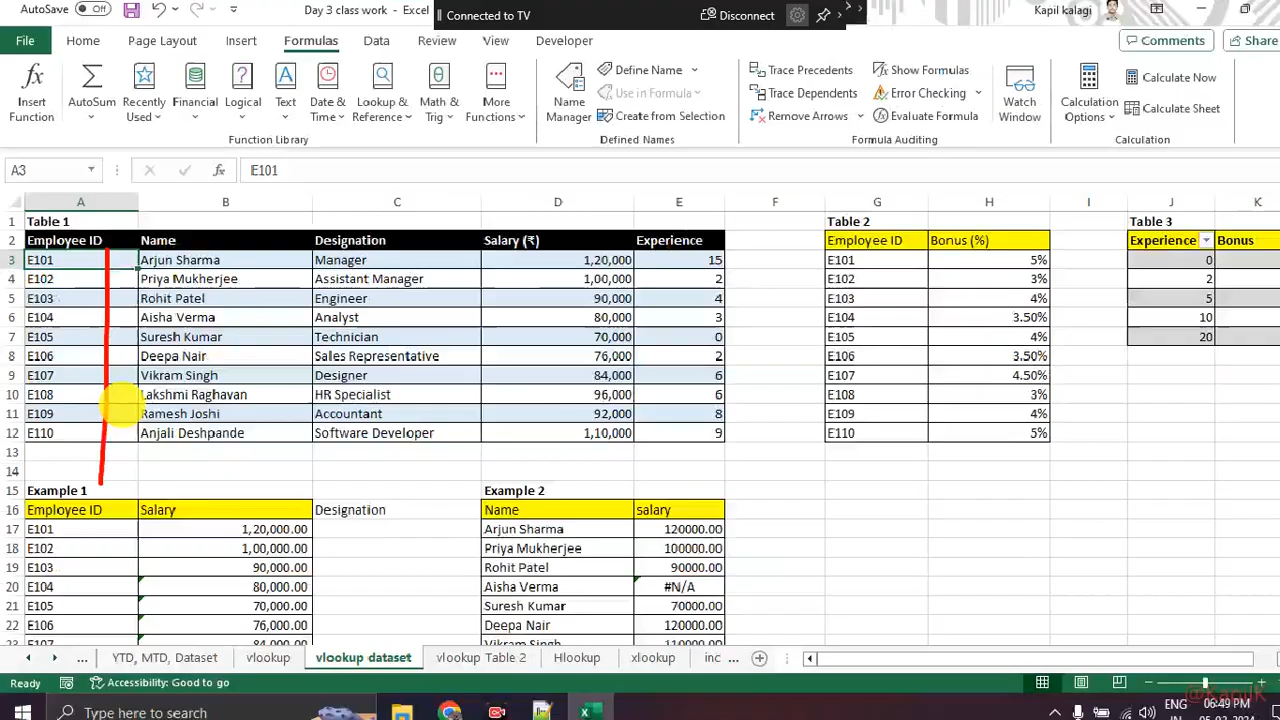 AutoSave Off Day 3 class work - Excel Connected to TV Disconnect Kapil kalagi
File Home Page Layout Insert Formulas Data Review View Developer Comments Share
Insert Function AutoSum Recently Used Financial Logical Text Date & Time Lookup & Reference Math & Trig More Functions Name Manager Define Name Use in Formula Create from Selection Trace Precedents Trace Dependents Remove Arrows Show Formulas Error Checking Evaluate Formula Watch Window Calculation Options Calculate Now Calculate Sheet
Function Library Defined Names Formula Auditing Calculation
A3 fx E101
A B C D E F G H I J K
1 Table 1 Table 2 Table 3
2 Employee ID Name Designation Salary (₹) Experience Employee ID Bonus (%) Experience Bonus
3 E101 Arjun Sharma Manager 1,20,000 15 E101 5% 0
4 E102 Priya Mukherjee Assistant Manager 1,00,000 2 E102 3% 2
5 E103 Rohit Patel Engineer 90,000 4 E103 4% 5
6 E104 Aisha Verma Analyst 80,000 3 E104 3.50% 10
7 E105 Suresh Kumar Technician 70,000 0 E105 4% 20
8 E106 Deepa Nair Sales Representative 76,000 2 E106 3.50%
9 E107 Vikram Singh Designer 84,000 6 E107 4.50%
10 E108 Lakshmi Raghavan HR Specialist 96,000 6 E108 3%
11 E109 Ramesh Joshi Accountant 92,000 8 E109 4%
12 E110 Anjali Deshpande Software Developer 1,10,000 9 E110 5%
13
14
15 Example 1 Example 2
16 Employee ID Salary Designation Name salary
17 E101 1,20,000.00 Arjun Sharma 120000.00
18 E102 1,00,000.00 Priya Mukherjee 100000.00
19 E103 90,000.00 Rohit Patel 90000.00
20 E104 80,000.00 Aisha Verma #N/A
21 E105 70,000.00 Suresh Kumar 70000.00
22 E106 76,000.00 Deepa Nair 120000.00
23 E107 84,000.00 Vikram Singh 110000.00
... YTD, MTD, Dataset vlookup vlookup dataset vlookup Table 2 Hlookup xlookup inc ...
Ready Accessibility: Good to go
@KapilK
Type here to search 06:49 PM